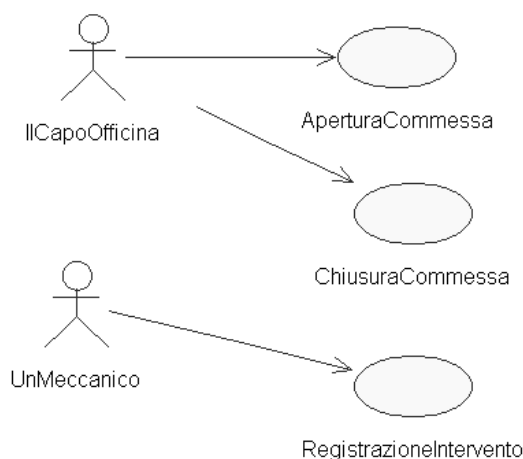 IlCapoOfficina
AperturaCommessa
ChiusuraCommessa
UnMeccanico
RegistrazioneIntervento